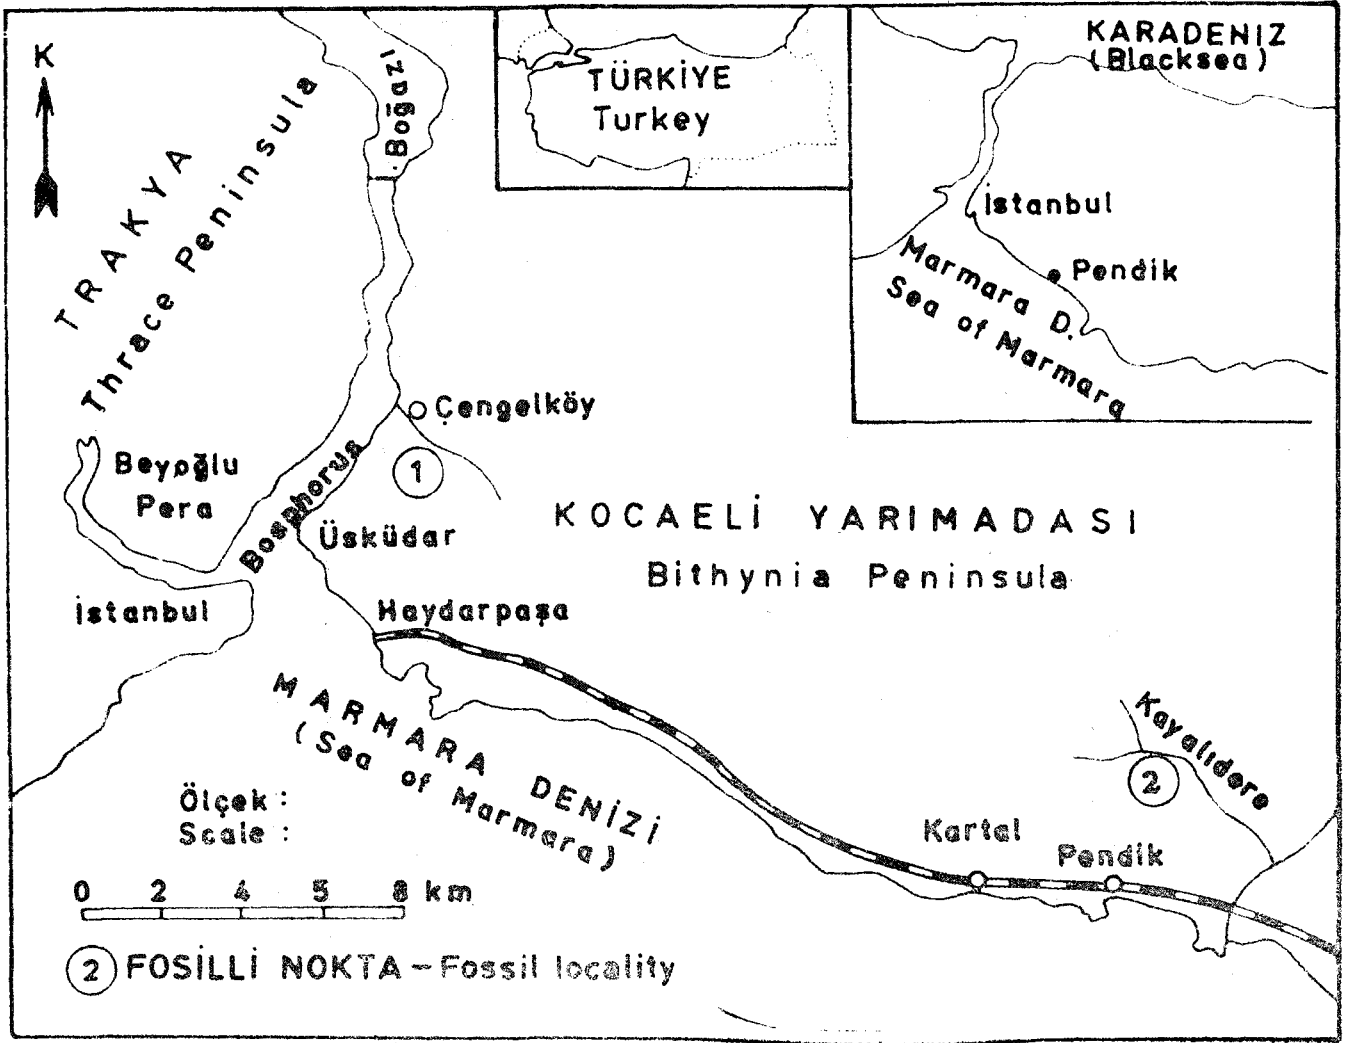 K
TRAKYA
Thrace Peninsula
Boğazı
Bosphorus
TÜRKİYE
Turkey
KARADENİZ
(Blacksea)
İstanbul
Pendik
Marmara D.
Sea of Marmara
Çengelköy
1
Beyoğlu
Pera
Üsküdar
KOCAELİ YARIMADASI
Bithynia Peninsula
İstanbul
Haydarpaşa
MARMARA DENİZİ
(Sea of Marmara)
Kayalıdere
2
Kartal
Pendik
Ölçek :
Scale :
0 2 4 5 8 km
2 FOSİLLİ NOKTA – Fossil locality